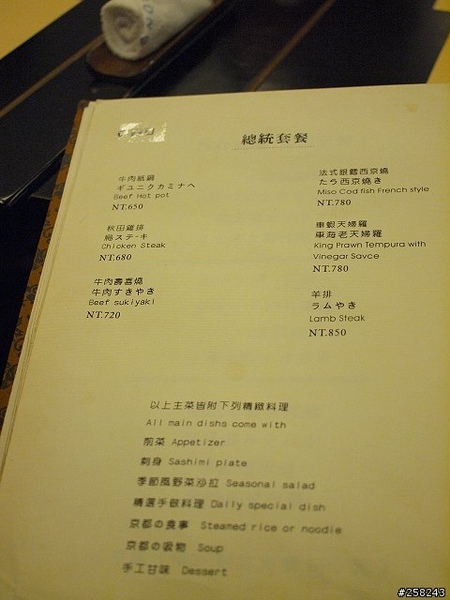 總統套餐
牛肉紙鍋
ギュニクカミナヘ
Beef Hot pot
NT.650
秋田雞排
鳥ステーキ
Chicken Steak
NT.680
牛肉壽喜燒
牛肉すきやき
Beef sukiyaki
NT.720
法式銀鱈西京燒
たら西京燒き
Miso Cod fish French style
NT.780
車蝦天婦羅
車海老天婦羅
King Prawn Tempura with
Vinegar Savce
NT.780
羊排
ラムやき
Lamb Steak
NT.850
以上主菜皆附下列精緻料理
All main dishs come with
前菜 Appetizer
刺身 Sashimi plate
季節風野菜沙拉 Seasonal salad
精選手做料理 Daily special dish
京都の食事 Steamed rice or noodle
京都の吸物 Soup
手工甘味 Dessert
#258243